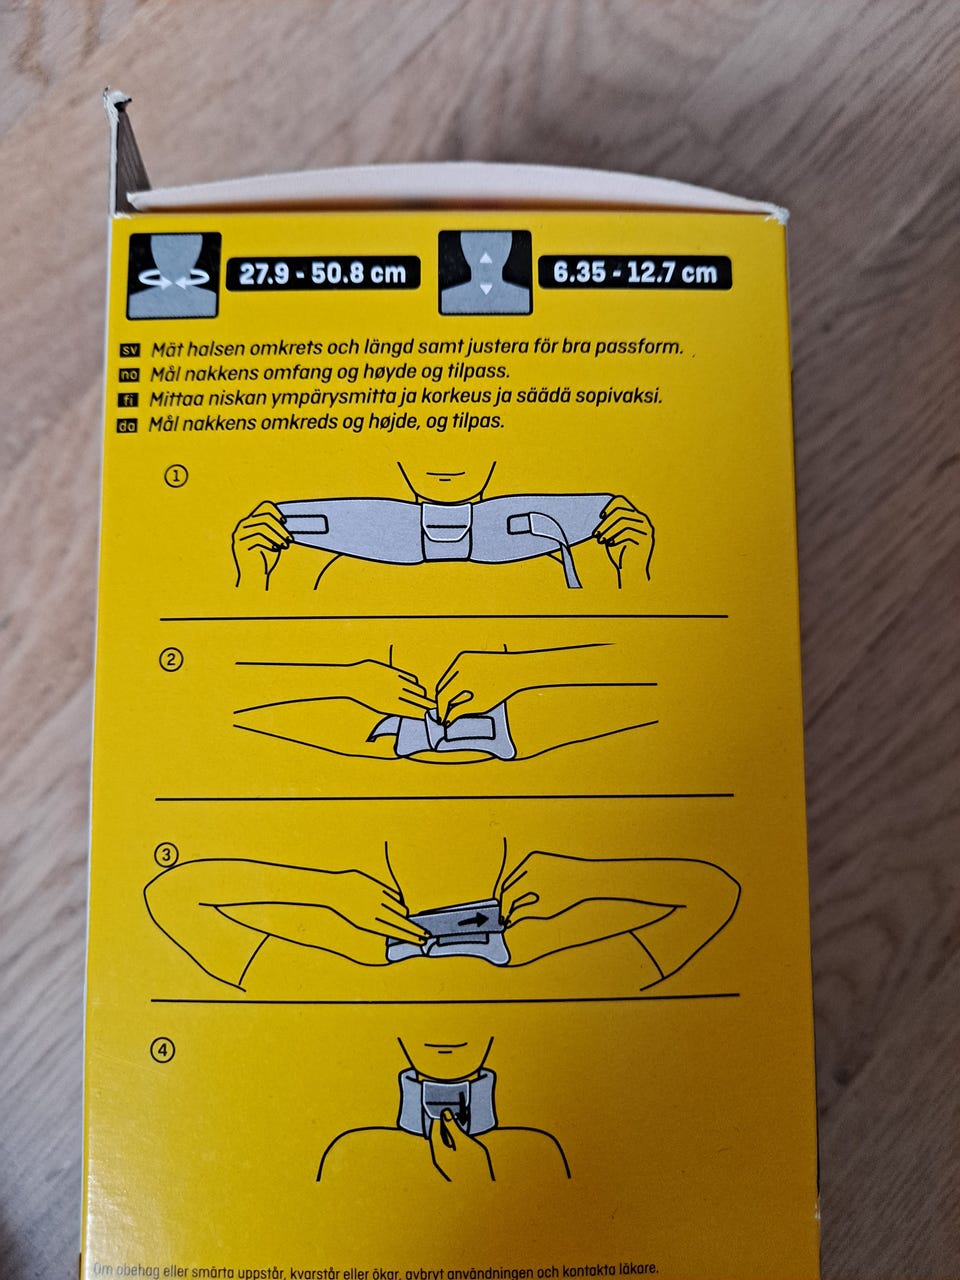 27.9 - 50.8 cm
6.35 - 12.7 cm
sv Mät halsen omkrets och längd samt justera för bra passform.
no Mål nakkens omfang og høyde og tilpass.
fi Mittaa niskan ympärysmitta ja korkeus ja säädä sopivaksi.
da Mål nakkens omkreds og højde, og tilpas.
1
2
3
4
Om obehag eller smärta uppstår, kvarstår eller ökar, avbryt användningen och kontakta läkare.